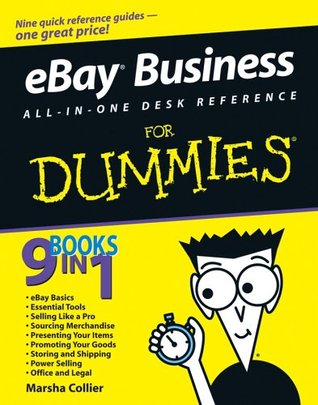 Nine quick reference guides —
one great price!
eBay® Business
ALL-IN-ONE DESK REFERENCE
FOR
DUMMIES®
9 BOOKS
IN 1
• eBay Basics
• Essential Tools
• Selling Like a Pro
• Sourcing Merchandise
• Presenting Your Items
• Promoting Your Goods
• Storing and Shipping
• Power Selling
• Office and Legal
Marsha Collier